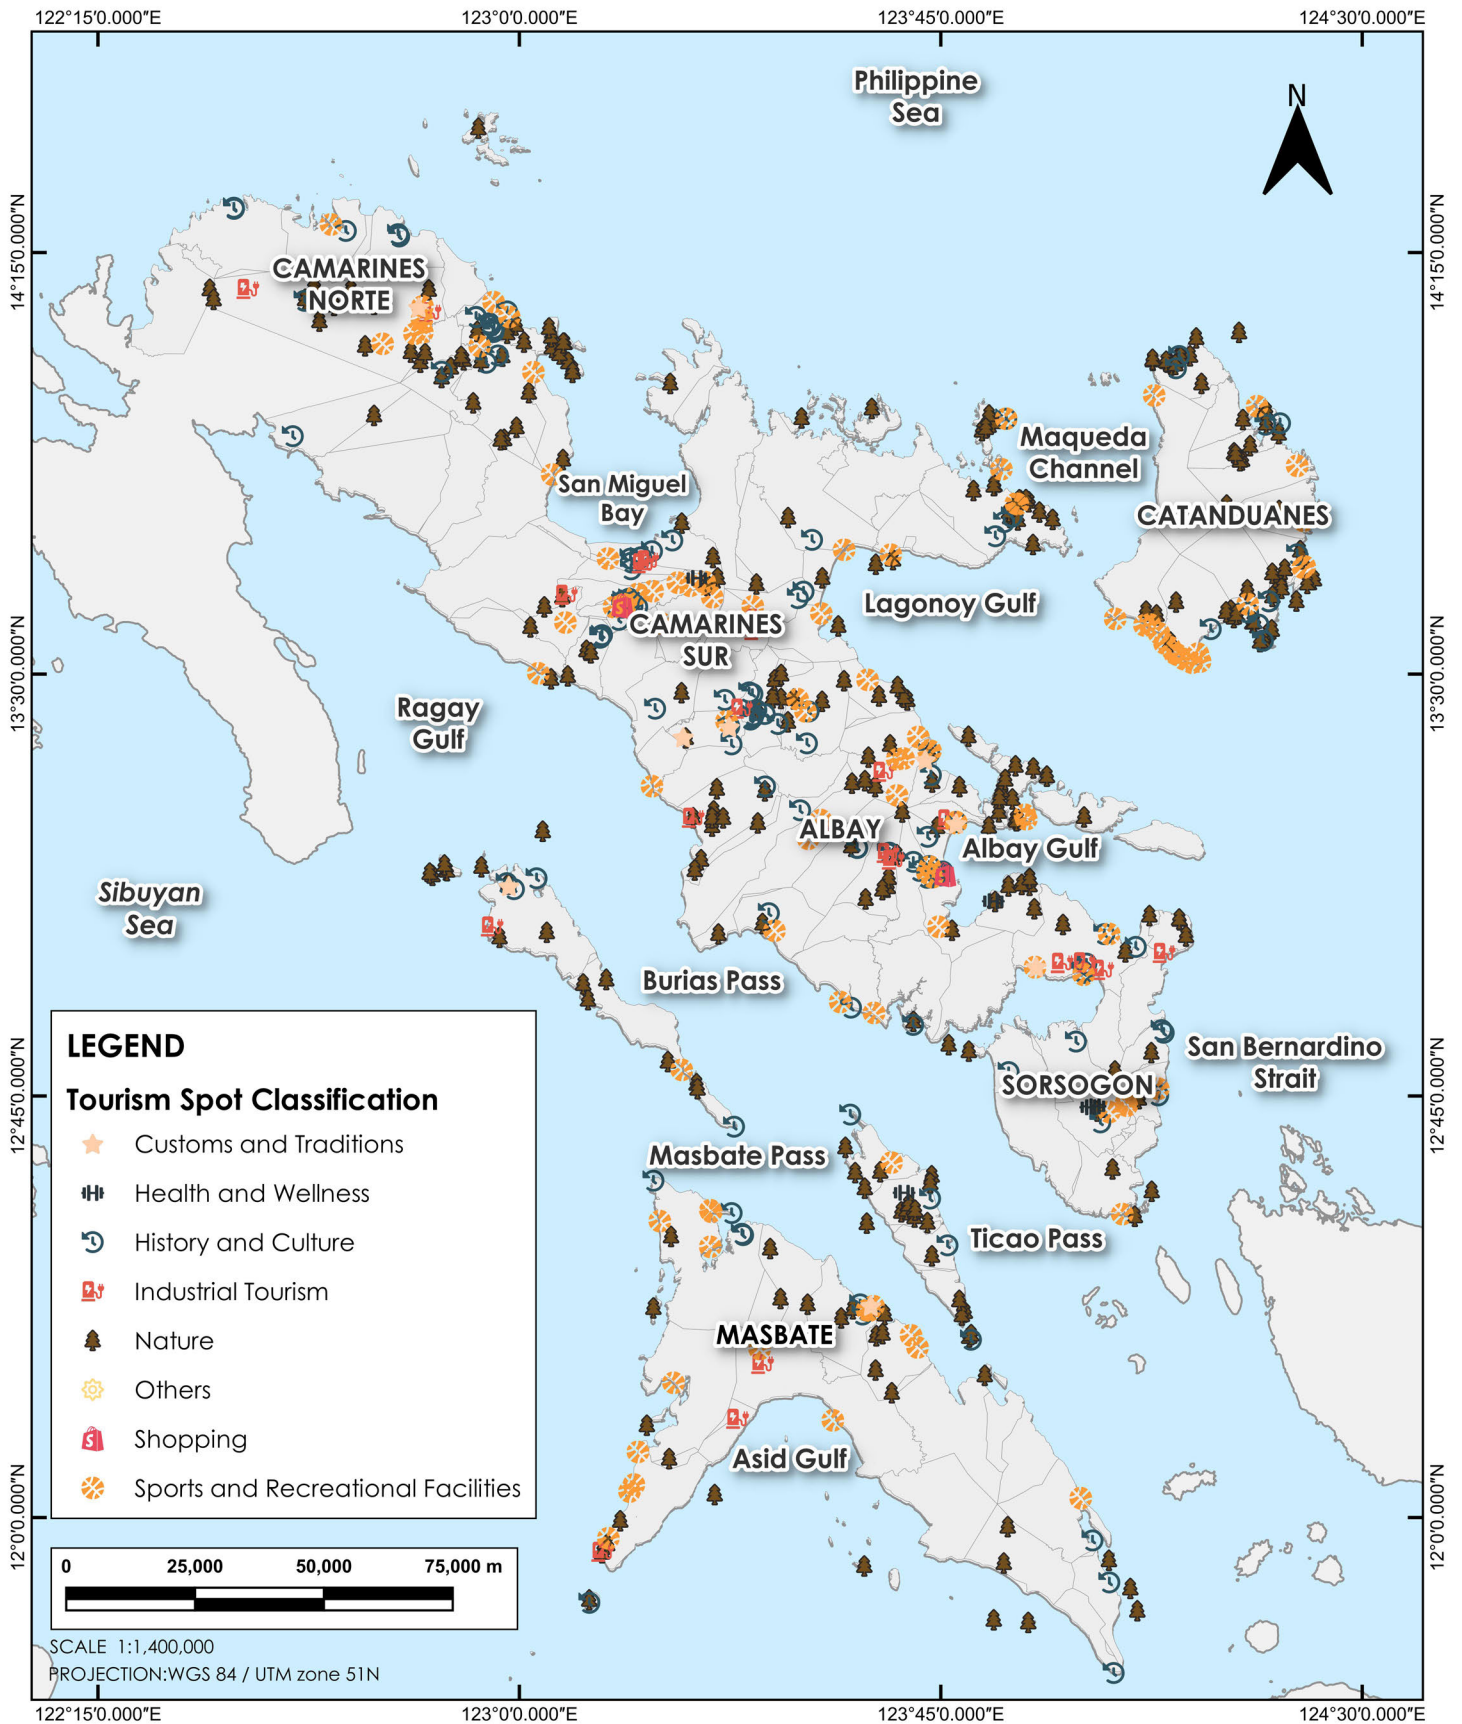 122°15'0.000"E 123°0'0.000"E 123°45'0.000"E 124°30'0.000"E
Philippine
Sea
N
14°15'0.000"N
14°15'0.000"N
CAMARINES
NORTE
Maqueda
Channel
San Miguel
Bay
CATANDUANES
Lagonoy Gulf
CAMARINES
SUR
13°30'0.000"N
13°30'0.000"N
Ragay
Gulf
ALBAY
Albay Gulf
Sibuyan
Sea
Burias Pass
San Bernardino
Strait
SORSOGON
12°45'0.000"N
12°45'0.000"N
Masbate Pass
Ticao Pass
MASBATE
Asid Gulf
12°0'0.000"N
12°0'0.000"N
LEGEND
Tourism Spot Classification
Customs and Traditions
Health and Wellness
History and Culture
Industrial Tourism
Nature
Others
Shopping
Sports and Recreational Facilities
0 25,000 50,000 75,000 m
SCALE 1:1,400,000
PROJECTION:WGS 84 / UTM zone 51N
122°15'0.000"E 123°0'0.000"E 123°45'0.000"E 124°30'0.000"E